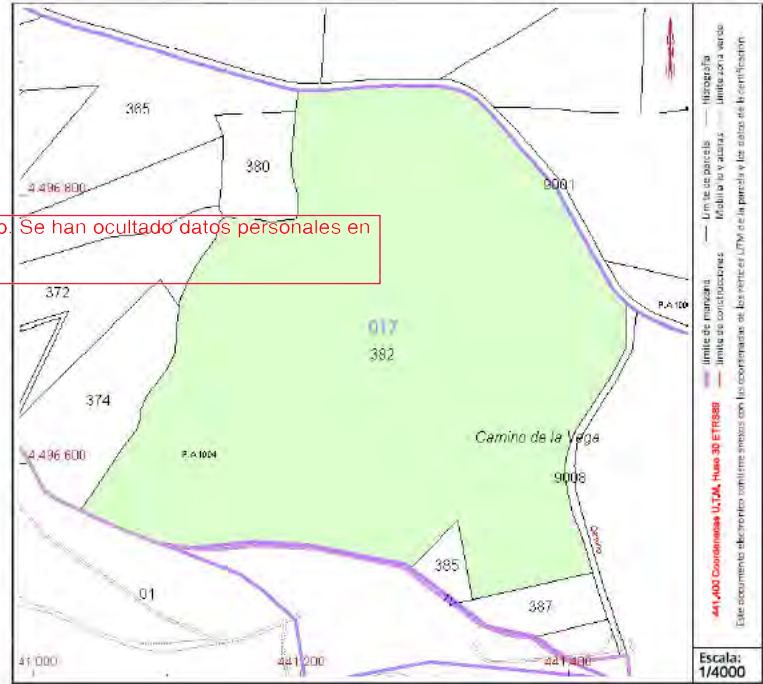 365
380
4,496,800
9001
o. Se han ocultado datos personales en
372
P.A 100
017
382
374
Camino de la Vega
4,496,600
P.A 1004
9008
385
01
387
41,000
441,200
441,400
límite de manzana
Límite de parcela
Hidrografía
límite de construcciones
Mobiliario y aceras
Límite zona verde
441,400 Coordenadas U.T.M. Huso 30 ETRS89
Este documento electrónico contiene anexos con las coordenadas de los vértices UTM de la parcela y los datos de la certificación
Escala:
1/4000